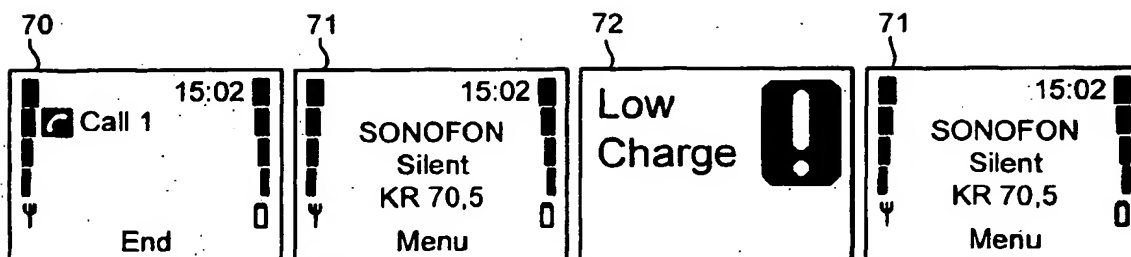 70
71
72
71
15:02
Call 1
End
15:02
SONOFON
Silent
KR 70,5
Menu
Low
Charge
!
15:02
SONOFON
Silent
KR 70,5
Menu